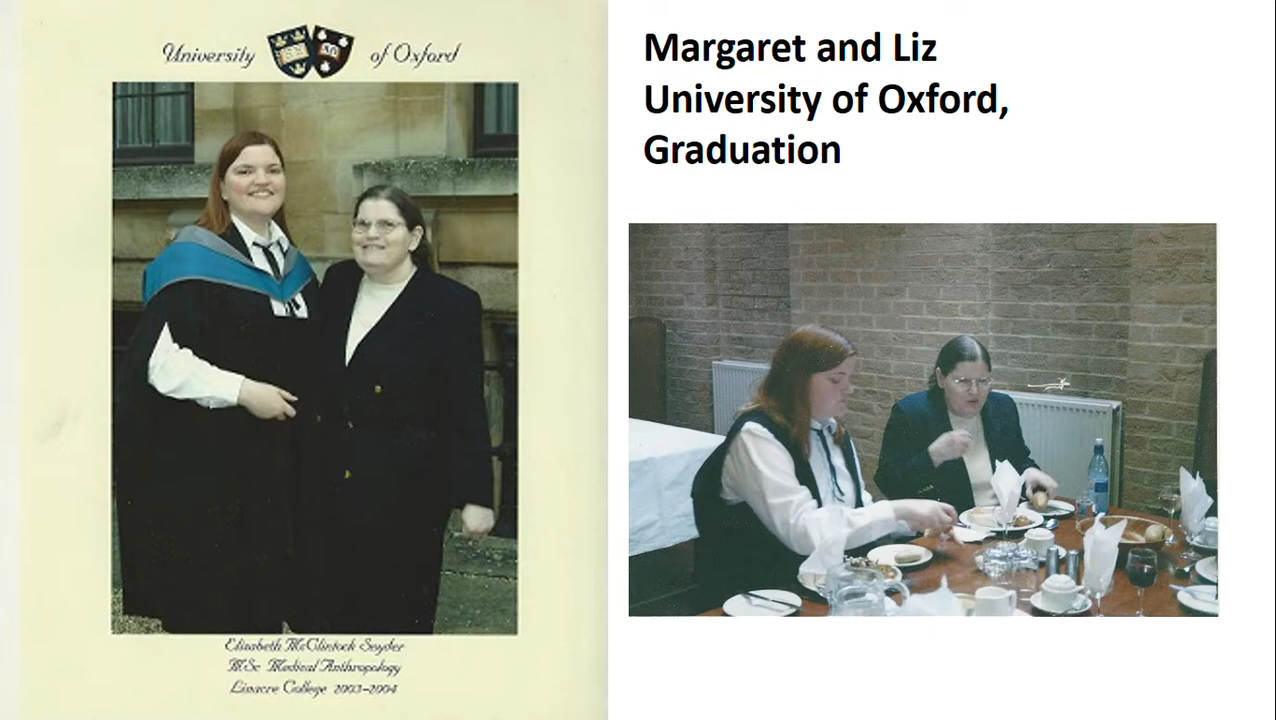 University of Oxford
Elizabeth McClintock Snyder
MSc Medical Anthropology
Linacre College 2003-2004
Margaret and Liz
University of Oxford,
Graduation